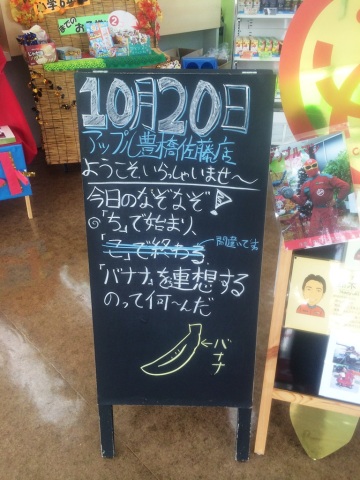 10月20日
アップル豊橋佐藤店
ようこそいらっしゃいませ〜
今日のなぞなぞ!
◎「ち」で始まり、
「こ」で終わる、 間違いです
「バナナ」を連想する
のって何〜んだ
←バナナ
②